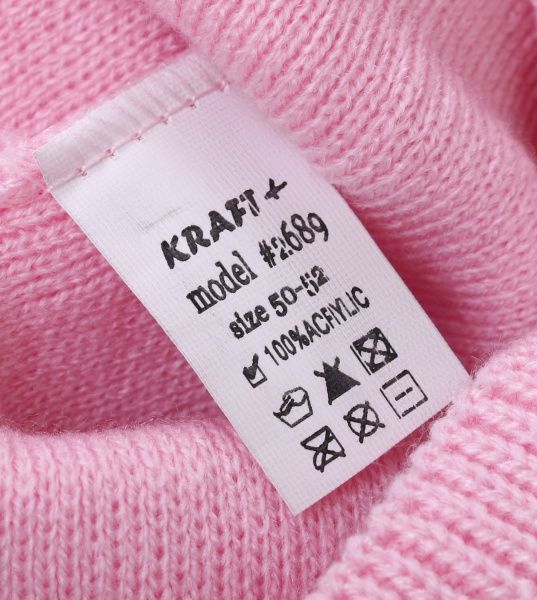 KRAFT +
model #2689
size 50-52
100%ACRYLIC